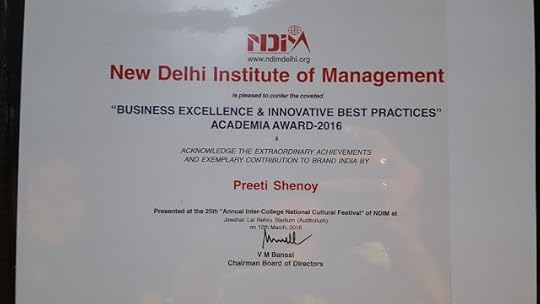 NDiM
www.ndimdelhi.org
New Delhi Institute of Management
is pleased to confer the coveted
"BUSINESS EXCELLENCE & INNOVATIVE BEST PRACTICES"
ACADEMIA AWARD-2016
&
ACKNOWLEDGE THE EXTRAORDINARY ACHIEVEMENTS
AND EXEMPLARY CONTRIBUTION TO BRAND INDIA BY
Preeti Shenoy
Presented at the 25th "Annual Inter-College National Cultural Festival" of NDIM at
Jawahar Lal Nehru Stadium (Auditorium)
on 12th March, 2016
V M Bansal
Chairman Board of Directors